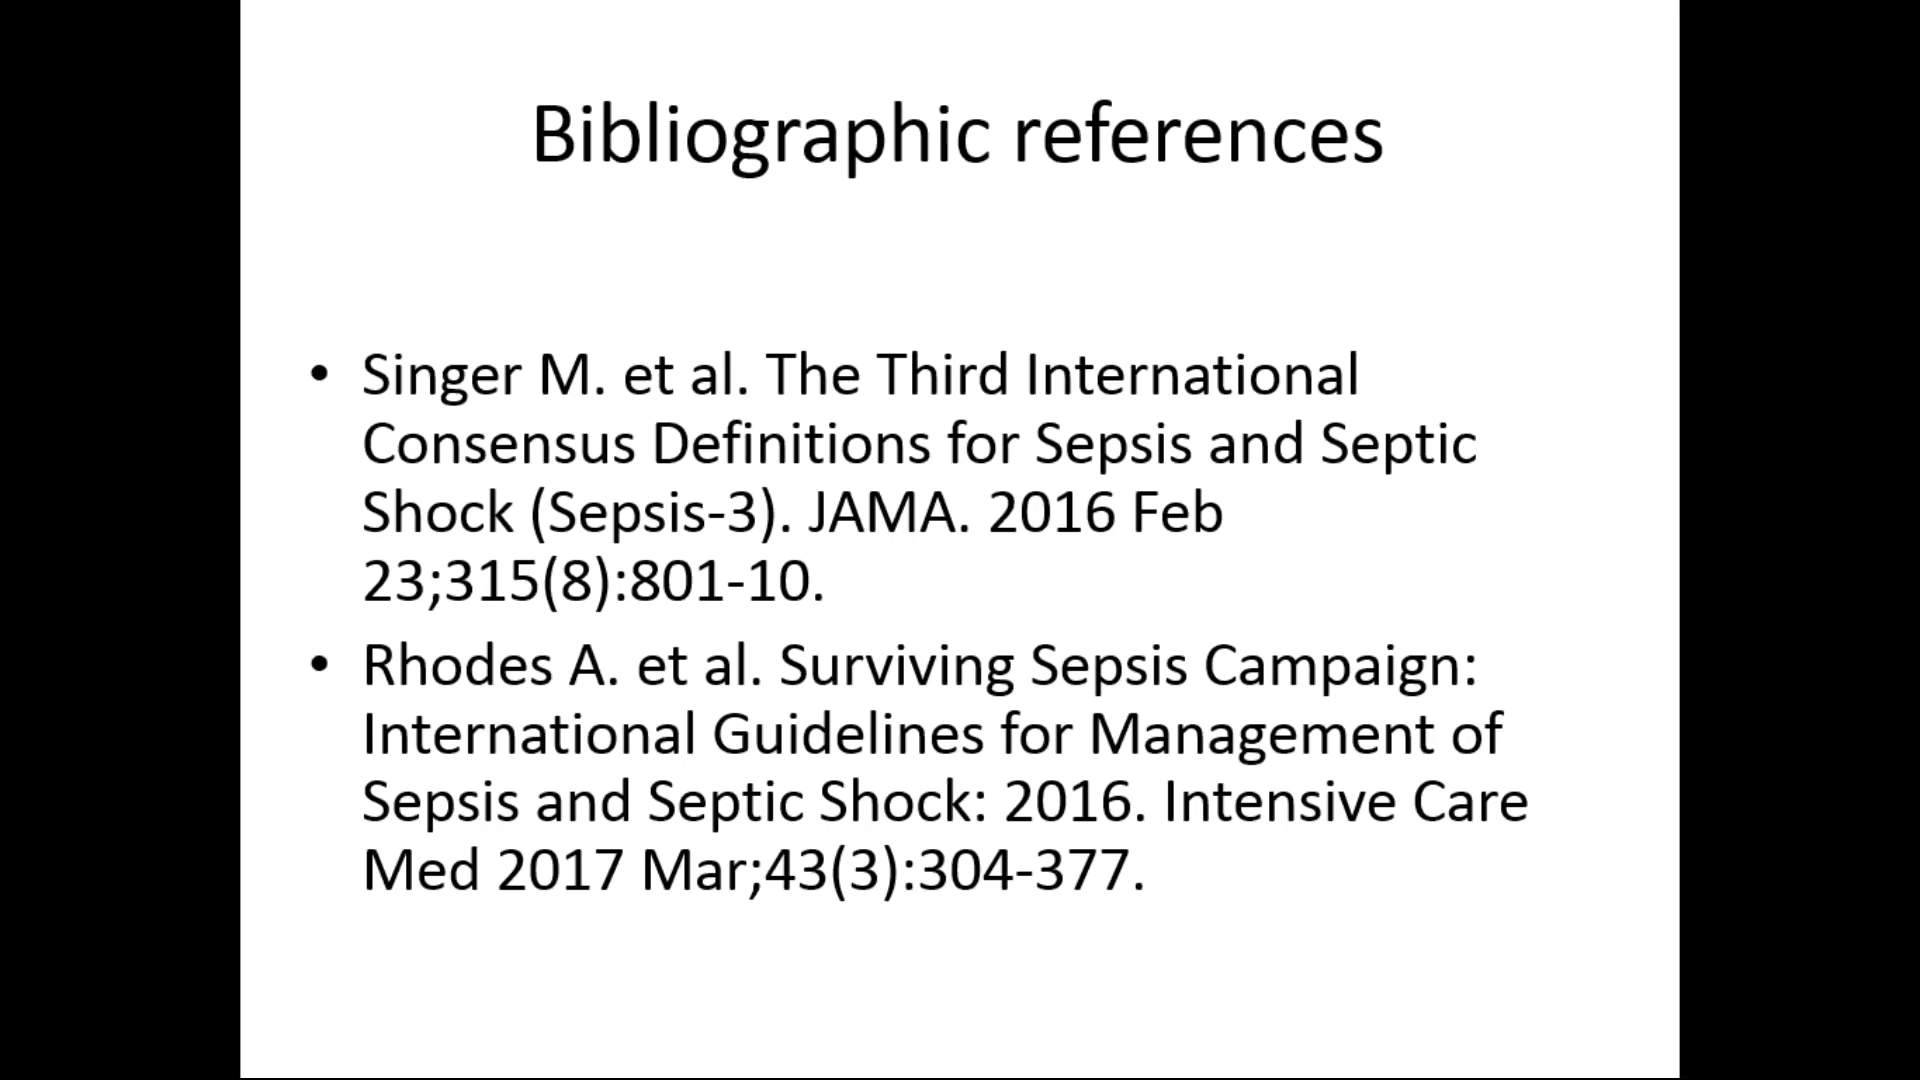 Bibliographic references
• Singer M. et al. The Third International
Consensus Definitions for Sepsis and Septic
Shock (Sepsis-3). JAMA. 2016 Feb
23;315(8):801-10.
• Rhodes A. et al. Surviving Sepsis Campaign:
International Guidelines for Management of
Sepsis and Septic Shock: 2016. Intensive Care
Med 2017 Mar;43(3):304-377.